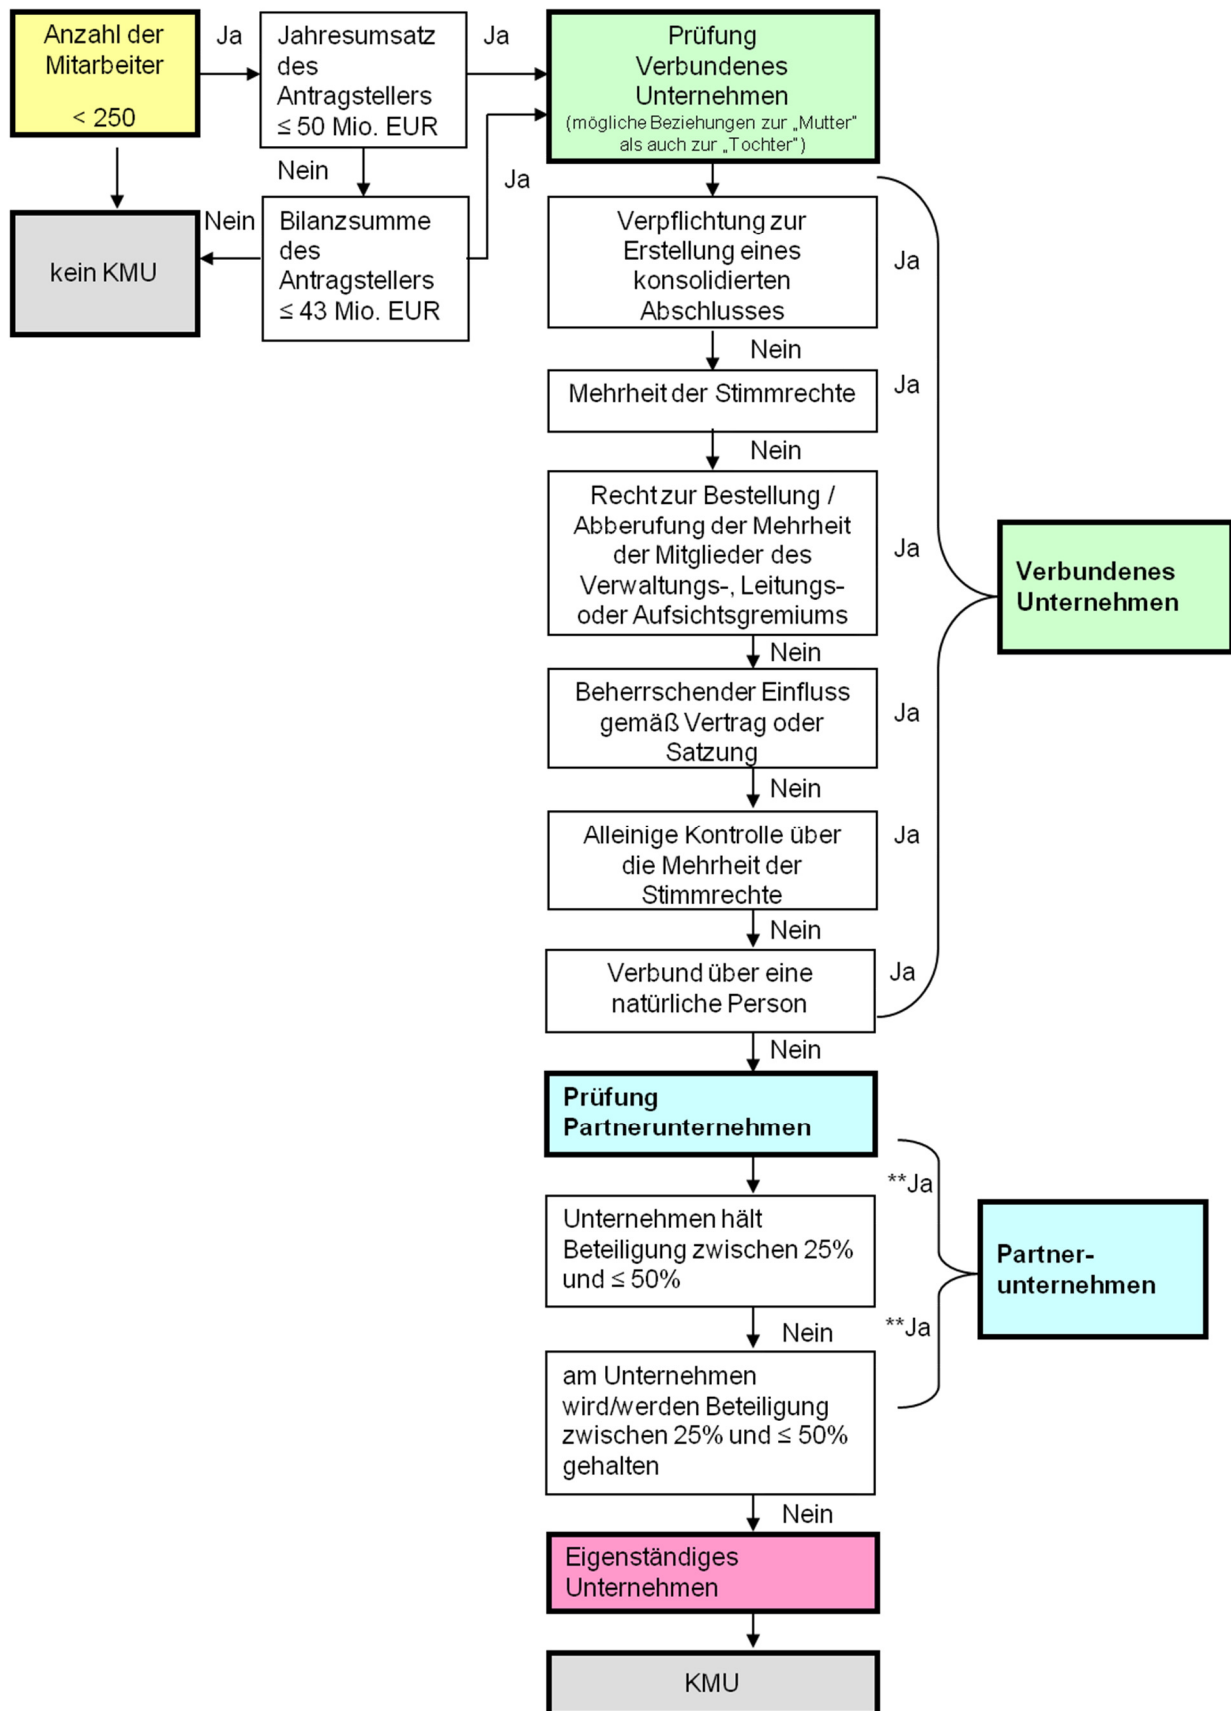 Anzahl der
Mitarbeiter
< 250
Ja
Jahresumsatz
des
Antragstellers
≤ 50 Mio. EUR
Ja
Prüfung
Verbundenes
Unternehmen
(mögliche Beziehungen zur „Mutter"
als auch zur „Tochter")
Nein
Ja
kein KMU
Nein
Bilanzsumme
des
Antragstellers
≤ 43 Mio. EUR
Verpflichtung zur
Erstellung eines
konsolidierten
Abschlusses
Ja
Nein
Mehrheit der Stimmrechte
Ja
Nein
Recht zur Bestellung /
Abberufung der Mehrheit
der Mitglieder des
Verwaltungs-, Leitungs-
oder Aufsichtsgremiums
Ja
Verbundenes
Unternehmen
Nein
Beherrschender Einfluss
gemäß Vertrag oder
Satzung
Ja
Nein
Alleinige Kontrolle über
die Mehrheit der
Stimmrechte
Ja
Nein
Verbund über eine
natürliche Person
Ja
Nein
Prüfung
Partnerunternehmen
**Ja
Unternehmen hält
Beteiligung zwischen 25%
und ≤ 50%
Partner-
unternehmen
Nein
**Ja
am Unternehmen
wird/werden Beteiligung
zwischen 25% und ≤ 50%
gehalten
Nein
Eigenständiges
Unternehmen
KMU